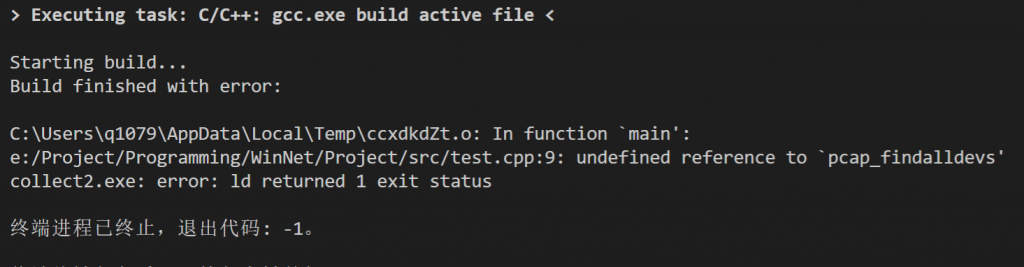 > Executing task: C/C++: gcc.exe build active file <
Starting build...
Build finished with error:
C:\Users\q1079\AppData\Local\Temp\ccxdkdZt.o: In function `main':
e:/Project/Programming/WinNet/Project/src/test.cpp:9: undefined reference to `pcap_findalldevs'
collect2.exe: error: ld returned 1 exit status
终端进程已终止，退出代码: -1。